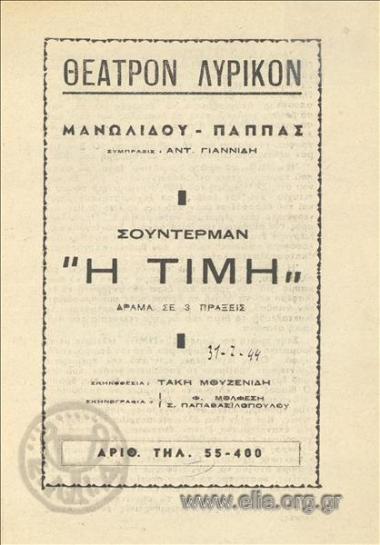 ΘΕΑΤΡΟΝ ΛΥΡΙΚΟΝ
ΜΑΝΩΛΙΔΟΥ - ΠΑΠΠΑΣ
ΣΥΜΠΡΑΞΙΣ : ΑΝΤ. ΓΙΑΝΝΙΔΗ
ΣΟΥΝΤΕΡΜΑΝ
"Η ΤΙΜΗ„
ΔΡΑΜΑ ΣΕ 3 ΠΡΑΞΕΙΣ
31-7-44
ΣΚΗΝΟΘΕΣΙΑ : ΤΑΚΗ ΜΟΥΖΕΝΙΔΗ
ΣΚΗΝΟΓΡΑΦΙΑ : Φ. ΜΟΛΦΕΣΗ
Σ. ΠΑΠΑΒΑΣΙΛΟΠΟΥΛΟΥ
ΑΡΙΘ. ΤΗΛ. 55-400
www.elia.org.gr